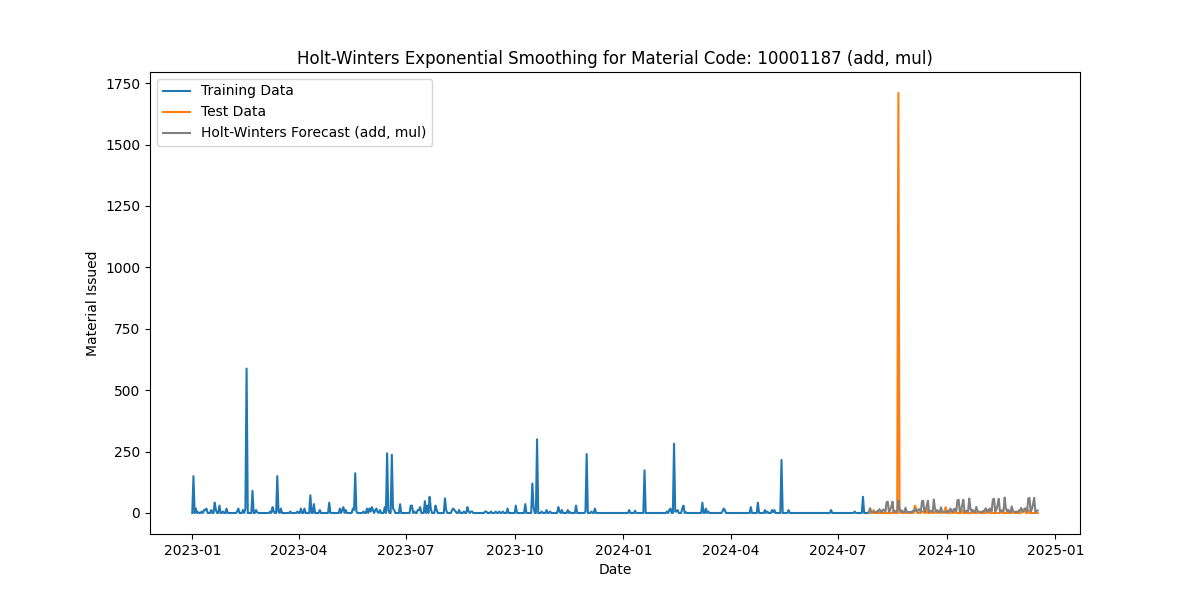 Holt-Winters Exponential Smoothing for Material Code: 10001187 (add, mul)
Training Data
Test Data
Holt-Winters Forecast (add, mul)
1750
1500
1250
1000
750
500
250
0
Material Issued
2023-01 2023-04 2023-07 2023-10 2024-01 2024-04 2024-07 2024-10 2025-01
Date